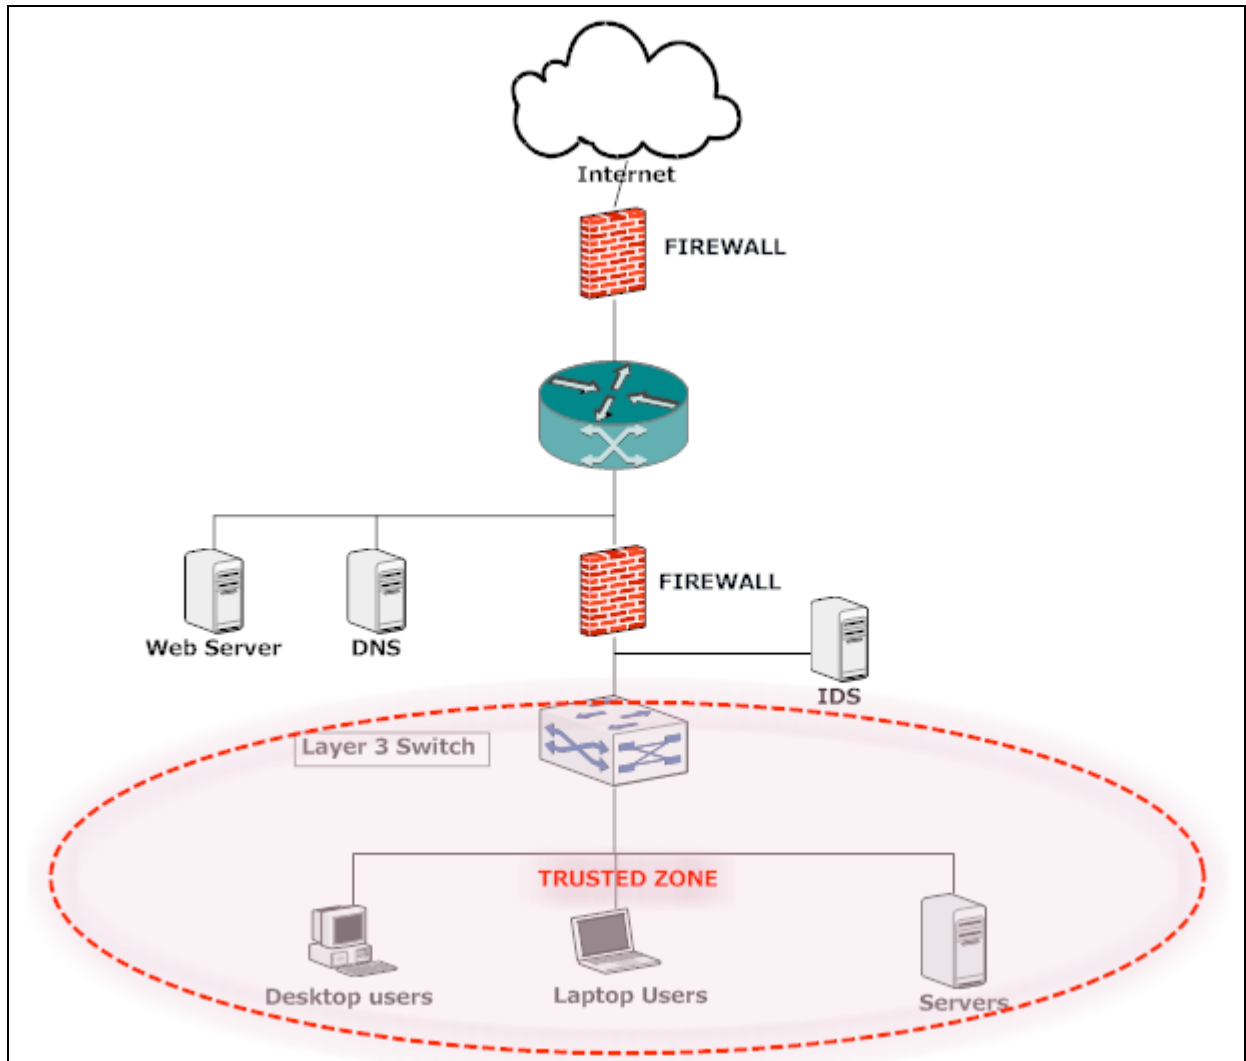 Internet
FIREWALL
FIREWALL
Web Server
DNS
IDS
Layer 3 Switch
TRUSTED ZONE
Desktop users
Laptop Users
Servers